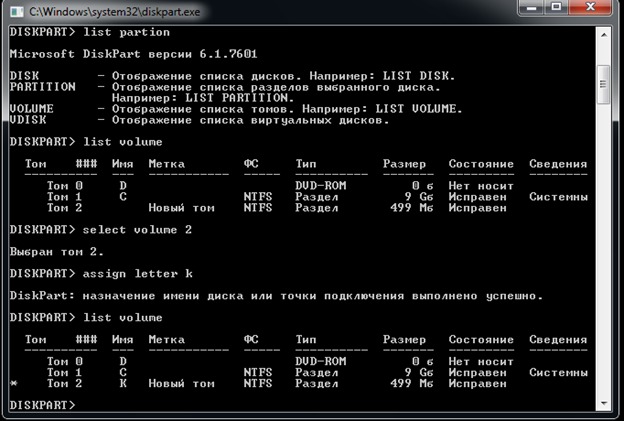 C:\Windows\system32\diskpart.exe
DISKPART> list partion
Microsoft DiskPart версии 6.1.7601
DISK - Отображение списка дисков. Например: LIST DISK.
PARTITION - Отображение списка разделов выбранного диска.
Например: LIST PARTITION.
VOLUME - Отображение списка томов. Например: LIST VOLUME.
VDISK - Отображение списка виртуальных дисков.
DISKPART> list volume
Том ### Имя Метка ФС Тип Размер Состояние Сведения
---------- --- ----------- ----- ---------- ------- --------- --------
Том 0 D DVD-ROM 0 б Нет носит
Том 1 C NTFS Раздел 9 Gб Исправен Системны
Том 2 Новый том NTFS Раздел 499 Mб Исправен
DISKPART> select volume 2
Выбран том 2.
DISKPART> assign letter k
DiskPart: назначение имени диска или точки подключения выполнено успешно.
DISKPART> list volume
Том ### Имя Метка ФС Тип Размер Состояние Сведения
---------- --- ----------- ----- ---------- ------- --------- --------
Том 0 D DVD-ROM 0 б Нет носит
Том 1 C NTFS Раздел 9 Gб Исправен Системны
* Том 2 K Новый том NTFS Раздел 499 Mб Исправен
DISKPART>